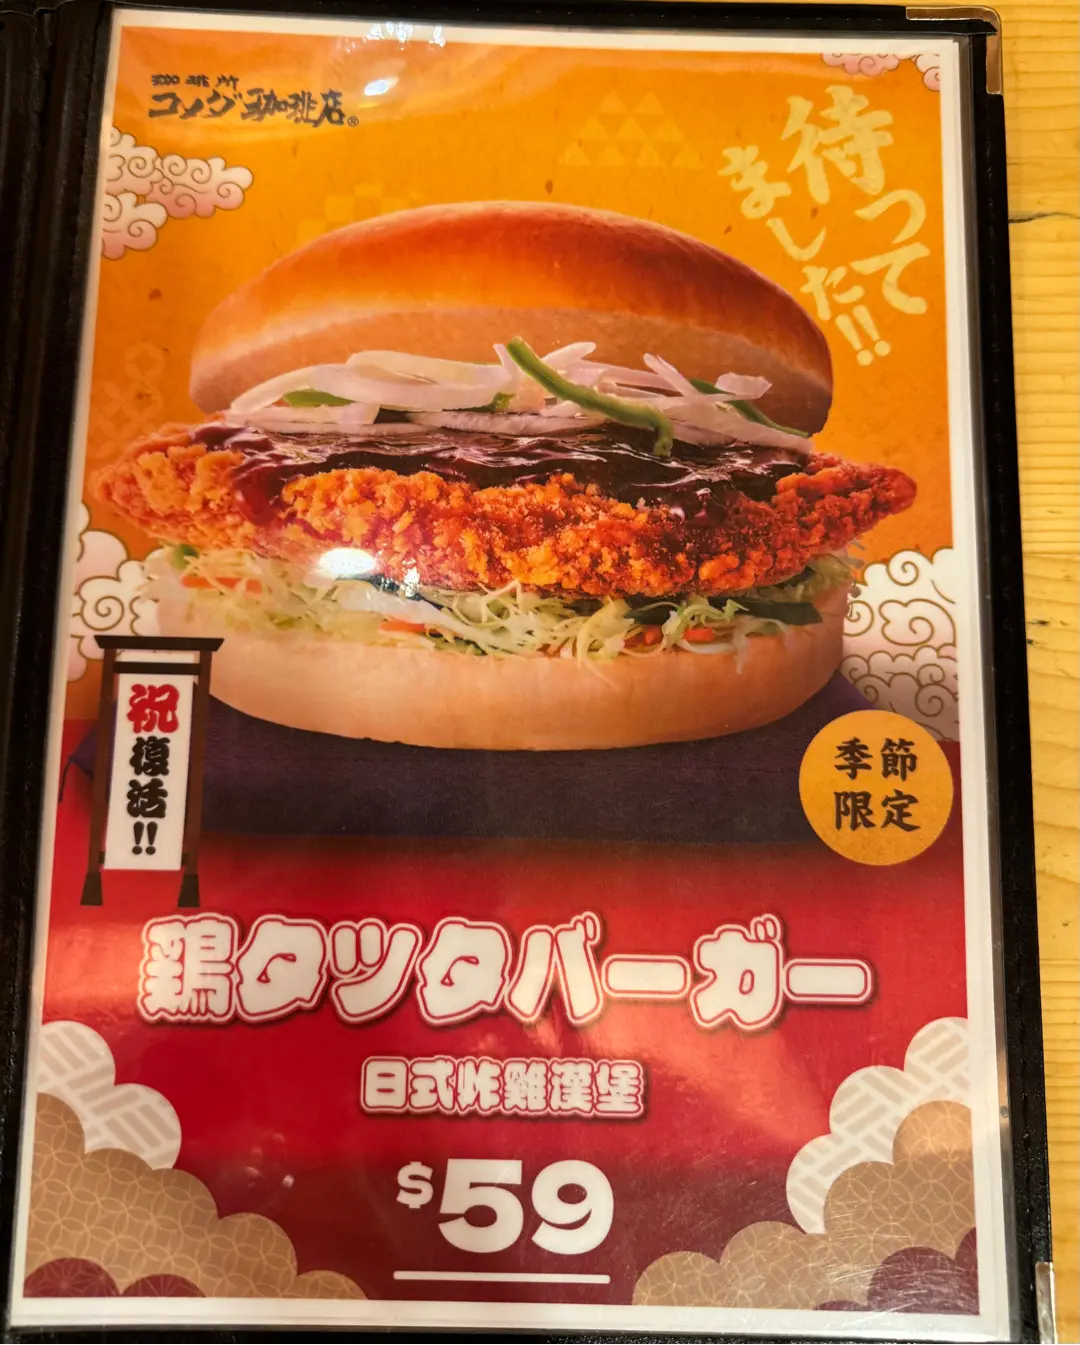 珈琲所
コメダ珈琲店®
待って
ました!!
祝復活!!
季節
限定
鶏タツタバーガー
日式炸雞漢堡
$59